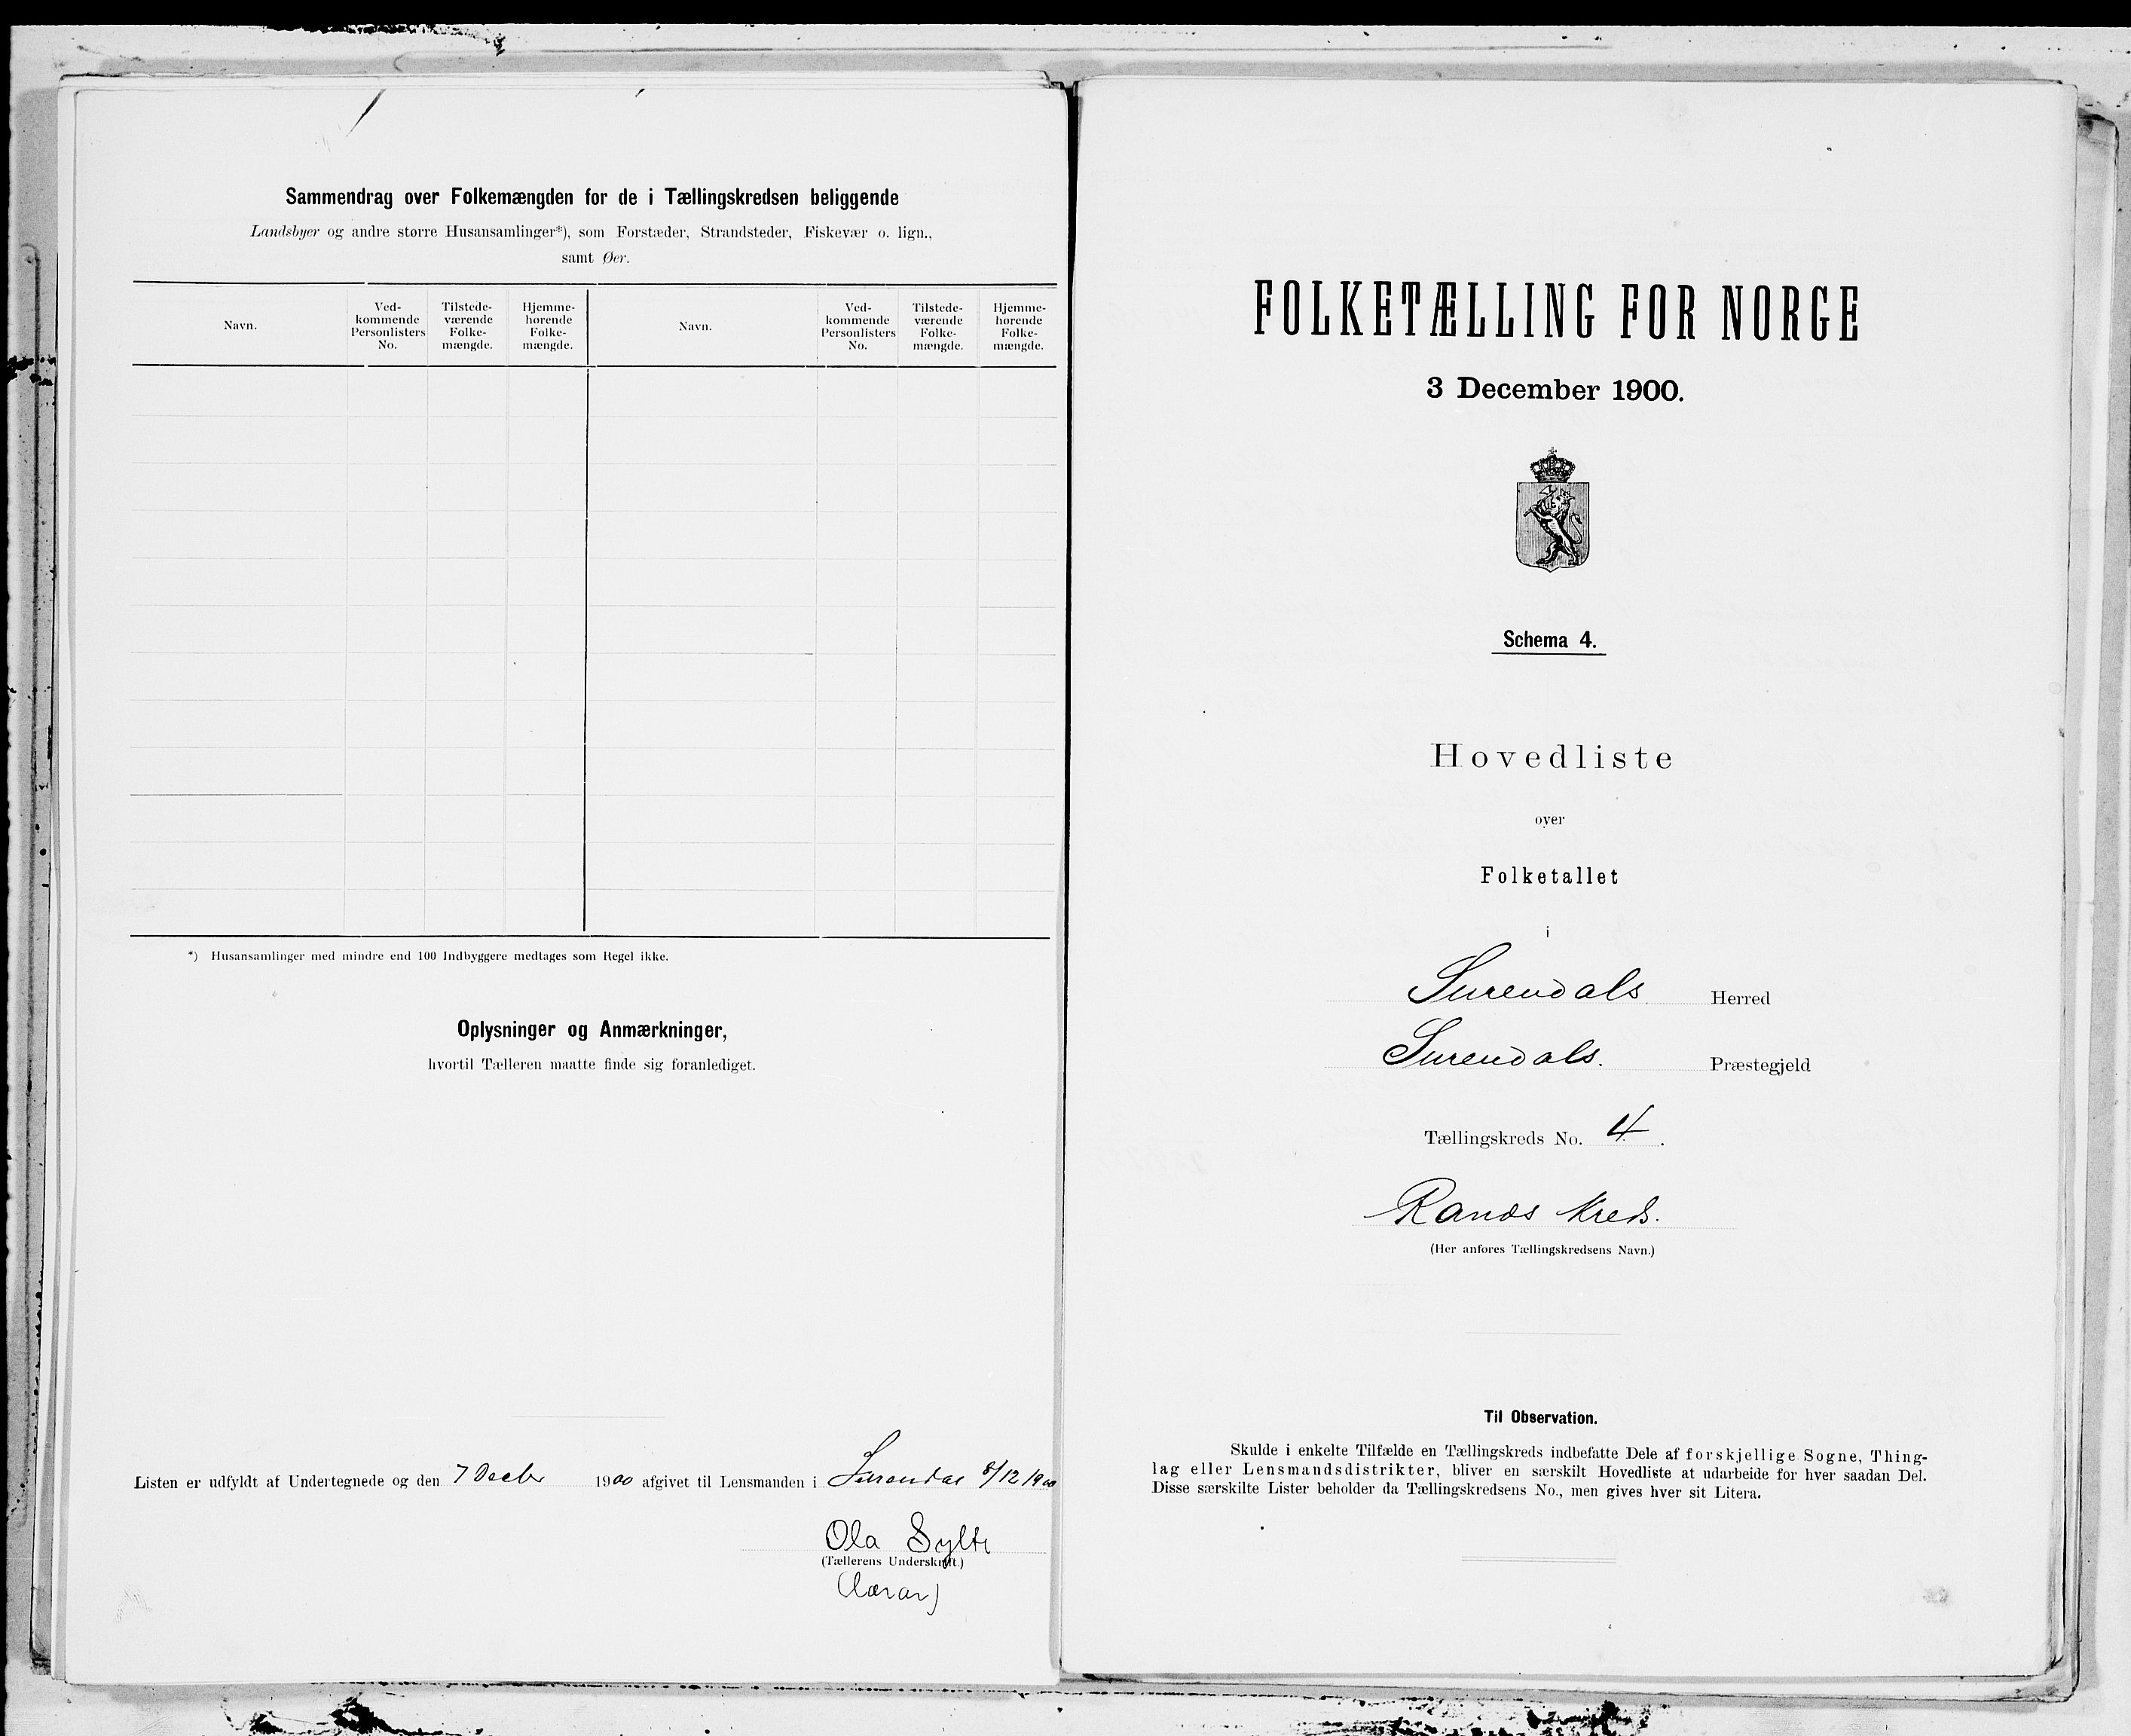 Sammendrag over Folkemængden for de i Tællingskredsen beliggende
Landsbyer og andre større Husansamlinger*), som Forstæder, Strandsteder, Fiskevær o. lign.,
samt Øer.
Navn.
Ved-
kommende
Personlisters
No.
Tilstede-
værende
Folke-
mængde.
Hjemme-
hørende
Folke-
mængde.
Navn.
Ved-
kommende
Personlisters
No.
Tilstede-
værende
Folke-
mængde.
Hjemme-
hørende
Folke-
mængde.
*) Husansamlinger med mindre end 100 Indbyggere medtages som Regel ikke.
Oplysninger og Anmærkninger,
hvortil Tælleren maatte finde sig foranlediget.
Listen er udfyldt af Undertegnede og den 7 Decbr 1900 afgivet til Lensmanden i Surendal 8/12 1900
Ola Sylte
(Tællerens Underskrift.)
(lærar)
FOLKETÆLLING FOR NORGE
3 December 1900.
Schema 4.
Hovedliste
over
Folketallet
i
Surendals Herred
Surendals. Præstegjeld
Tællingskreds No. 4.
Ranæs Kreds.
(Her anføres Tællingskredsens Navn.)
Til Observation.
Skulde i enkelte Tilfælde en Tællingskreds indbefatte Dele af forskjellige Sogne, Thing-
lag eller Lensmandsdistrikter, bliver en særskilt Hovedliste at udarbeide for hver saadan Del.
Disse særskilte Lister beholder da Tællingskredsens No., men gives hver sit Litera.